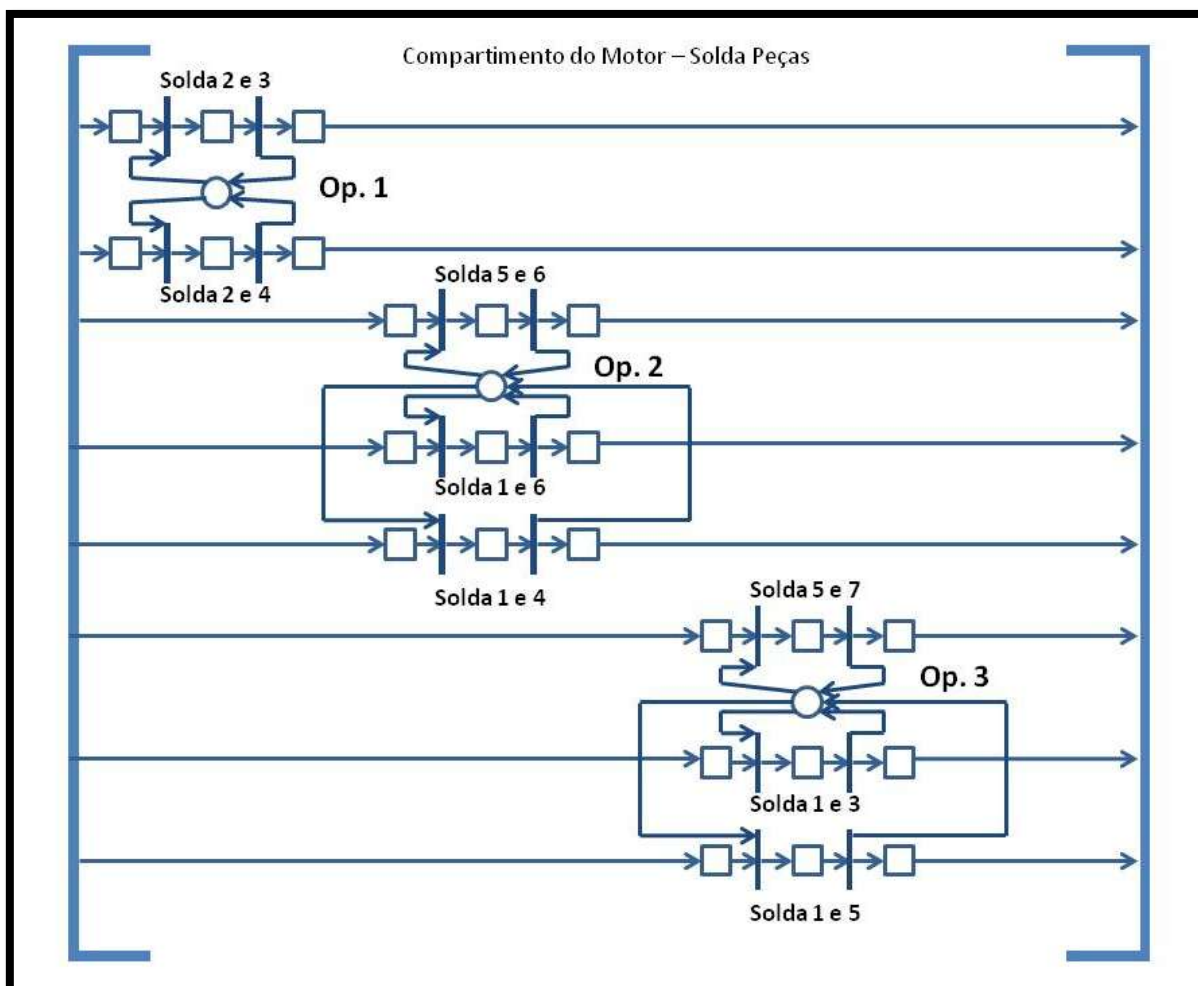 Compartimento do Motor – Solda Peças
Solda 2 e 3
Op. 1
Solda 2 e 4
Solda 5 e 6
Op. 2
Solda 1 e 6
Solda 1 e 4
Solda 5 e 7
Op. 3
Solda 1 e 3
Solda 1 e 5